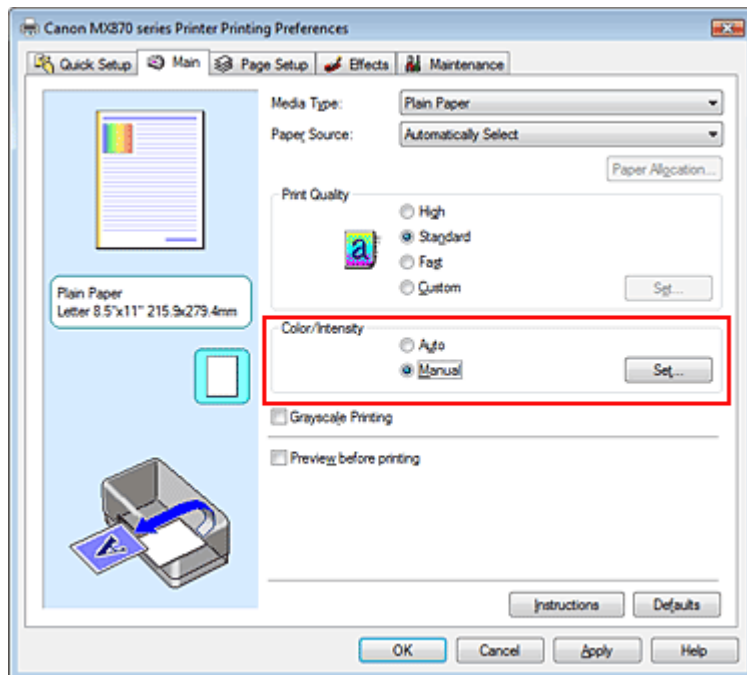 Canon MX870 series Printer Printing Preferences
Quick Setup Main Page Setup Effects Maintenance
Media Type: Plain Paper
Paper Source: Automatically Select
Paper Allocation...
Print Quality
High
a Standard
Fast
Custom Set...
Plain Paper
Letter 8.5"x11" 215.9x279.4mm
Color/Intensity
Auto
Manual Set...
Grayscale Printing
Preview before printing
A
Instructions Defaults
OK Cancel Apply Help